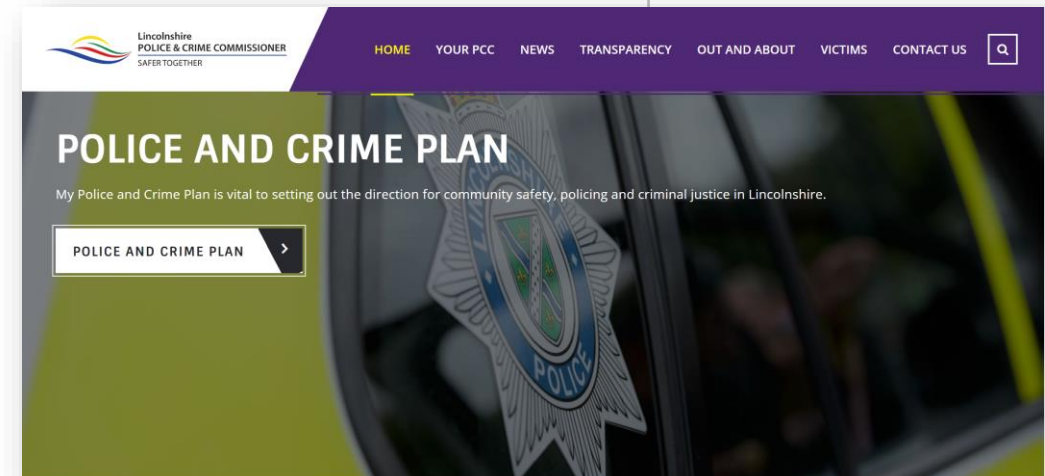 Lincolnshire
POLICE & CRIME COMMISSIONER
SAFER TOGETHER
HOME YOUR PCC NEWS TRANSPARENCY OUT AND ABOUT VICTIMS CONTACT US
POLICE AND CRIME PLAN
My Police and Crime Plan is vital to setting out the direction for community safety, policing and criminal justice in Lincolnshire.
POLICE AND CRIME PLAN
POLICE